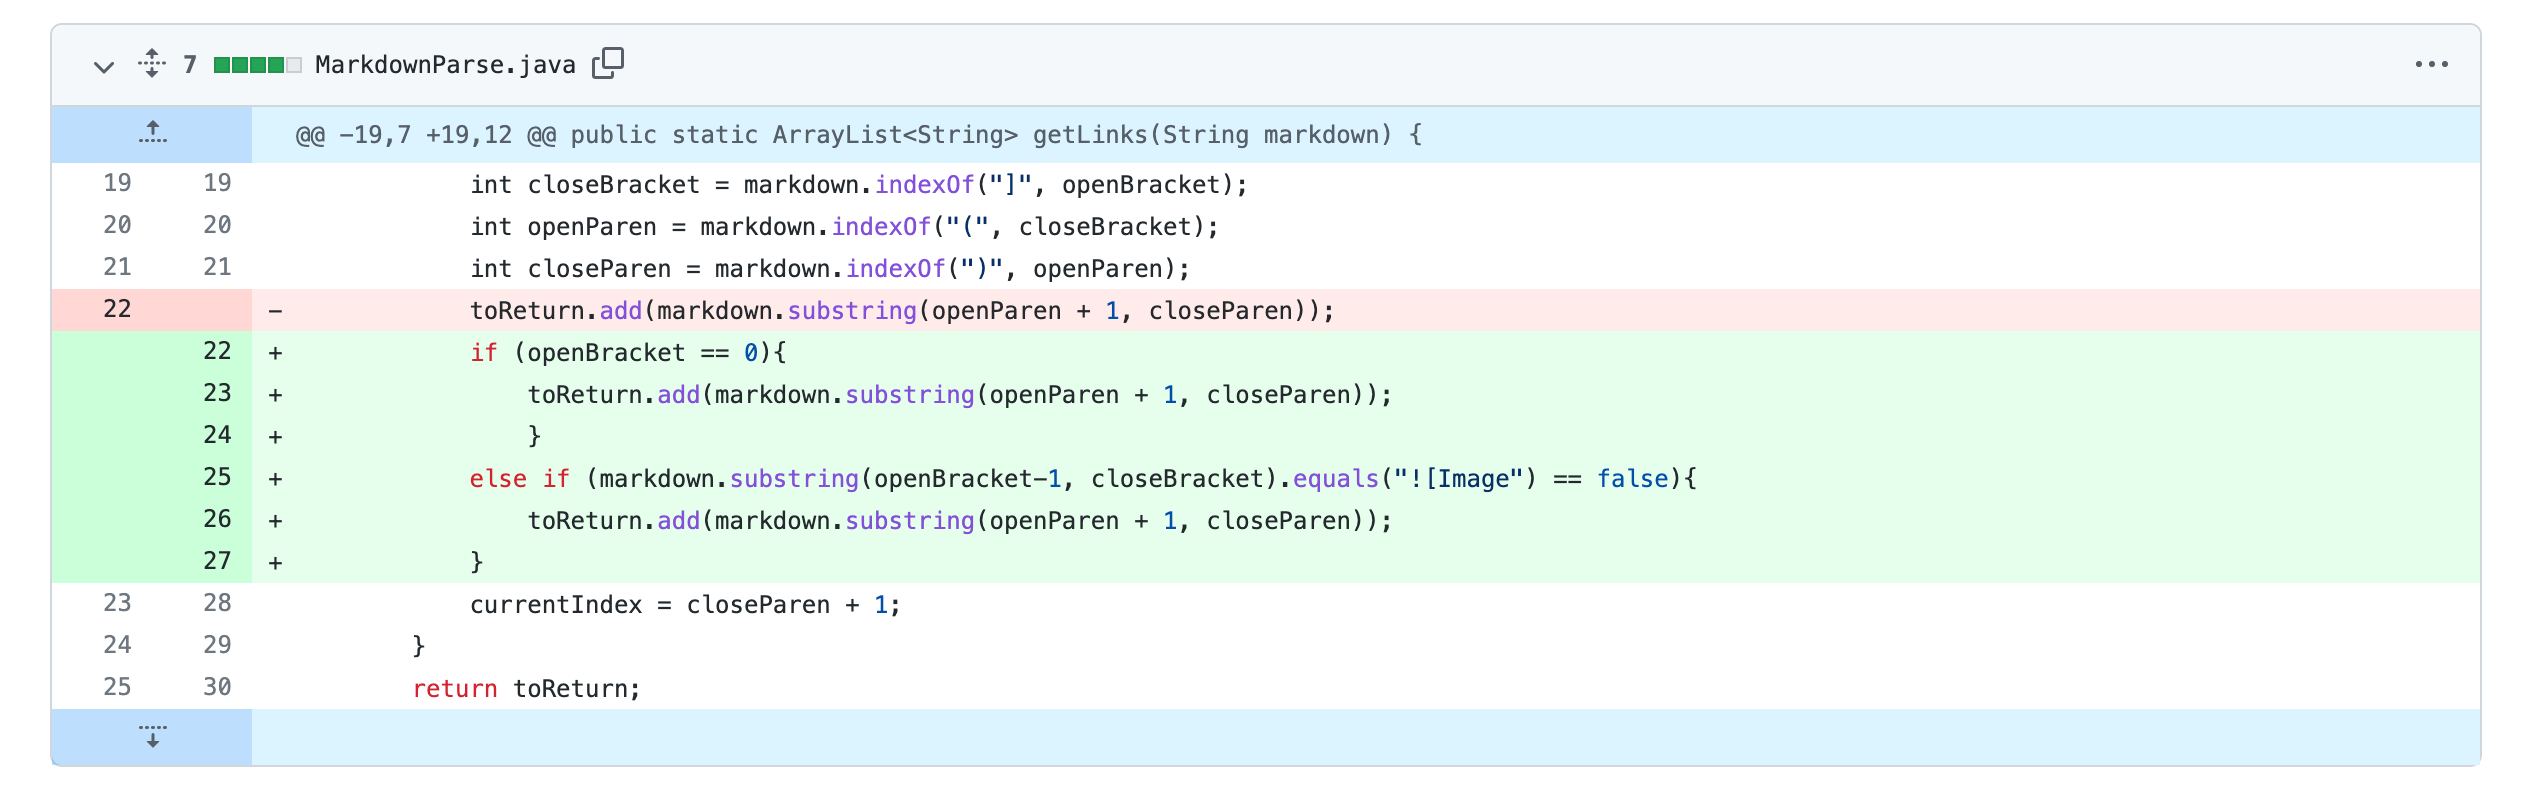 7 MarkdownParse.java
@@ -19,7 +19,12 @@ public static ArrayList<String> getLinks(String markdown) {
19 19 int closeBracket = markdown.indexOf("]", openBracket);
20 20 int openParen = markdown.indexOf("(", closeBracket);
21 21 int closeParen = markdown.indexOf(")", openParen);
22 - toReturn.add(markdown.substring(openParen + 1, closeParen));
22 + if (openBracket == 0){
23 + toReturn.add(markdown.substring(openParen + 1, closeParen));
24 + }
25 + else if (markdown.substring(openBracket-1, closeBracket).equals("![Image") == false){
26 + toReturn.add(markdown.substring(openParen + 1, closeParen));
27 + }
23 28 currentIndex = closeParen + 1;
24 29 }
25 30 return toReturn;